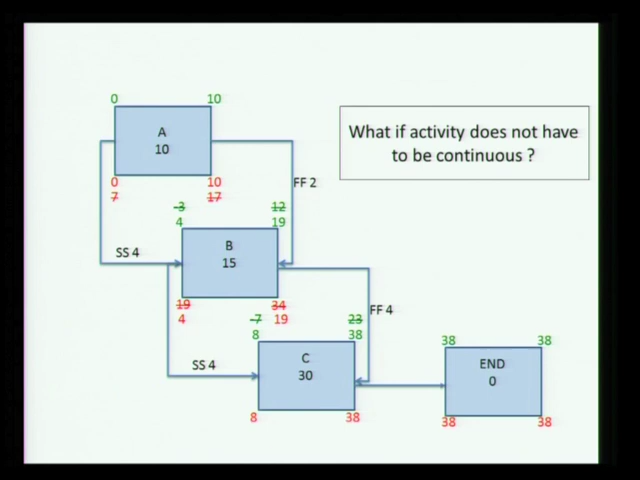 0 10
A
10
What if activity does not have
to be continuous ?
0 10
7 17
FF 2
-3 12
4 19
SS 4
B
15
19 34
4 19
FF 4
-7 23
8 38
SS 4
C
30
8 38
38 38
END
0
38 38